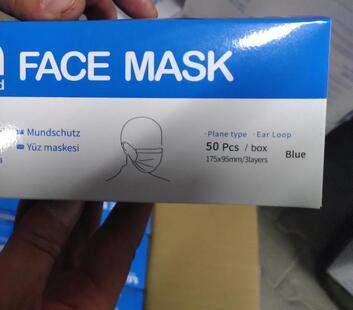 FACE MASK
Mundschutz
Yüz maskesi
· Plane type · Ear Loop
50 Pcs / box
175x95mm/3layers
Blue